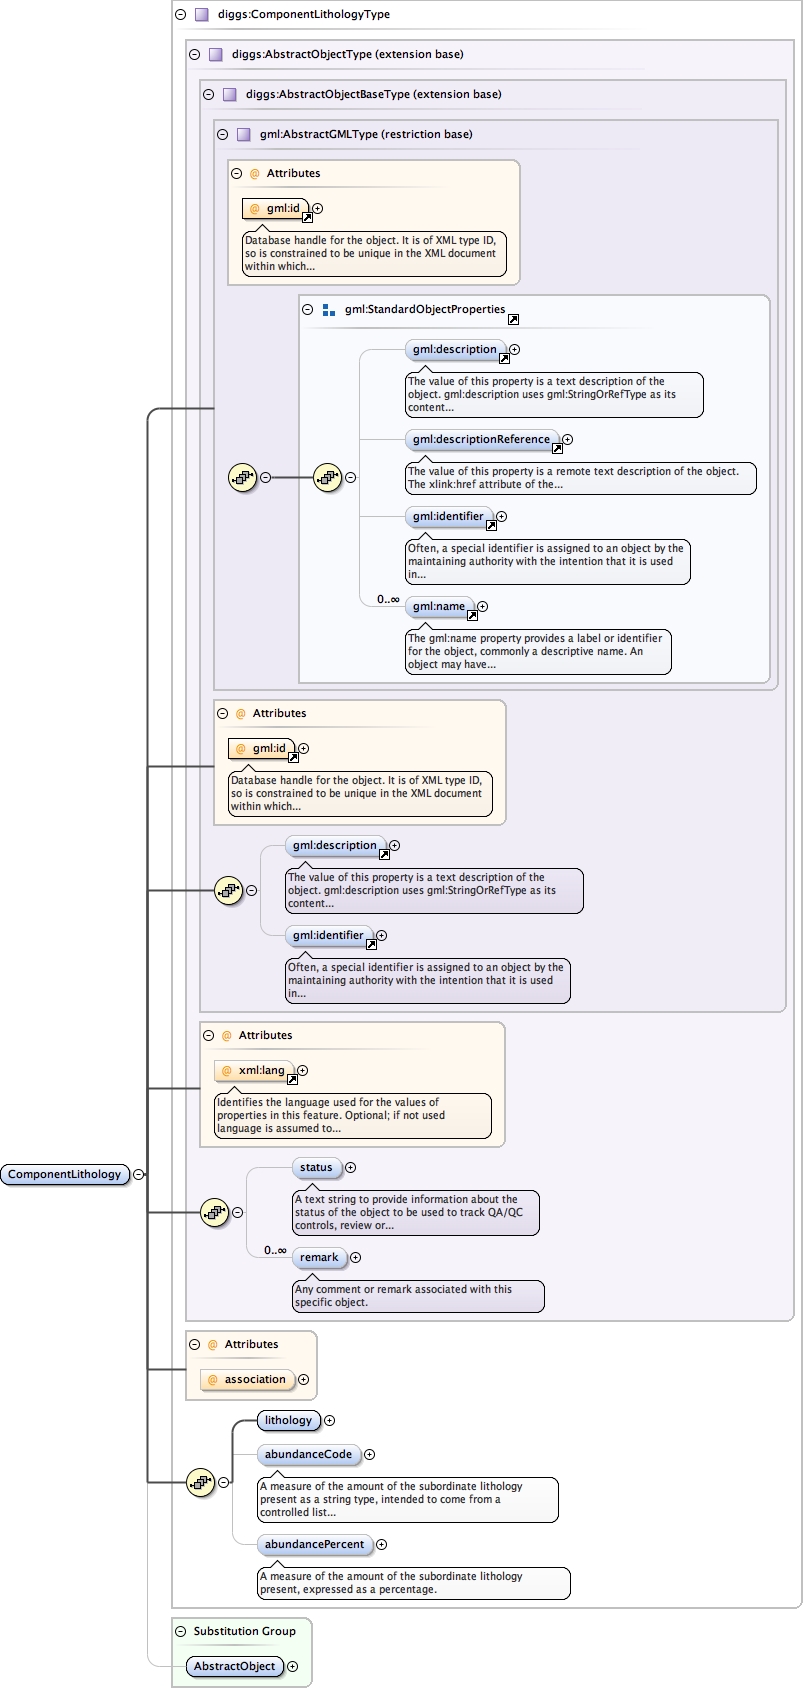 diggs:ComponentLithologyType
diggs:AbstractObjectType (extension base)
diggs:AbstractObjectBaseType (extension base)
gml:AbstractGMLType (restriction base)
@ Attributes
@ gml:id
Database handle for the object. It is of XML type ID,
so is constrained to be unique in the XML document
within which...
gml:StandardObjectProperties
gml:description
The value of this property is a text description of the
object. gml:description uses gml:StringOrRefType as its
content...
gml:descriptionReference
The value of this property is a remote text description of the object.
The xlink:href attribute of the...
gml:identifier
Often, a special identifier is assigned to an object by the
maintaining authority with the intention that it is used
in...
0..∞
gml:name
The gml:name property provides a label or identifier
for the object, commonly a descriptive name. An
object may have...
@ Attributes
@ gml:id
Database handle for the object. It is of XML type ID,
so is constrained to be unique in the XML document
within which...
gml:description
The value of this property is a text description of the
object. gml:description uses gml:StringOrRefType as its
content...
gml:identifier
Often, a special identifier is assigned to an object by the
maintaining authority with the intention that it is used
in...
@ Attributes
@ xml:lang
Identifies the language used for the values of
properties in this feature. Optional; if not used
language is assumed to...
ComponentLithology
status
A text string to provide information about the
status of the object to be used to track QA/QC
controls, review or...
0..∞
remark
Any comment or remark associated with this
specific object.
@ Attributes
@ association
lithology
abundanceCode
A measure of the amount of the subordinate lithology
present as a string type, intended to come from a
controlled list...
abundancePercent
A measure of the amount of the subordinate lithology
present, expressed as a percentage.
Substitution Group
AbstractObject